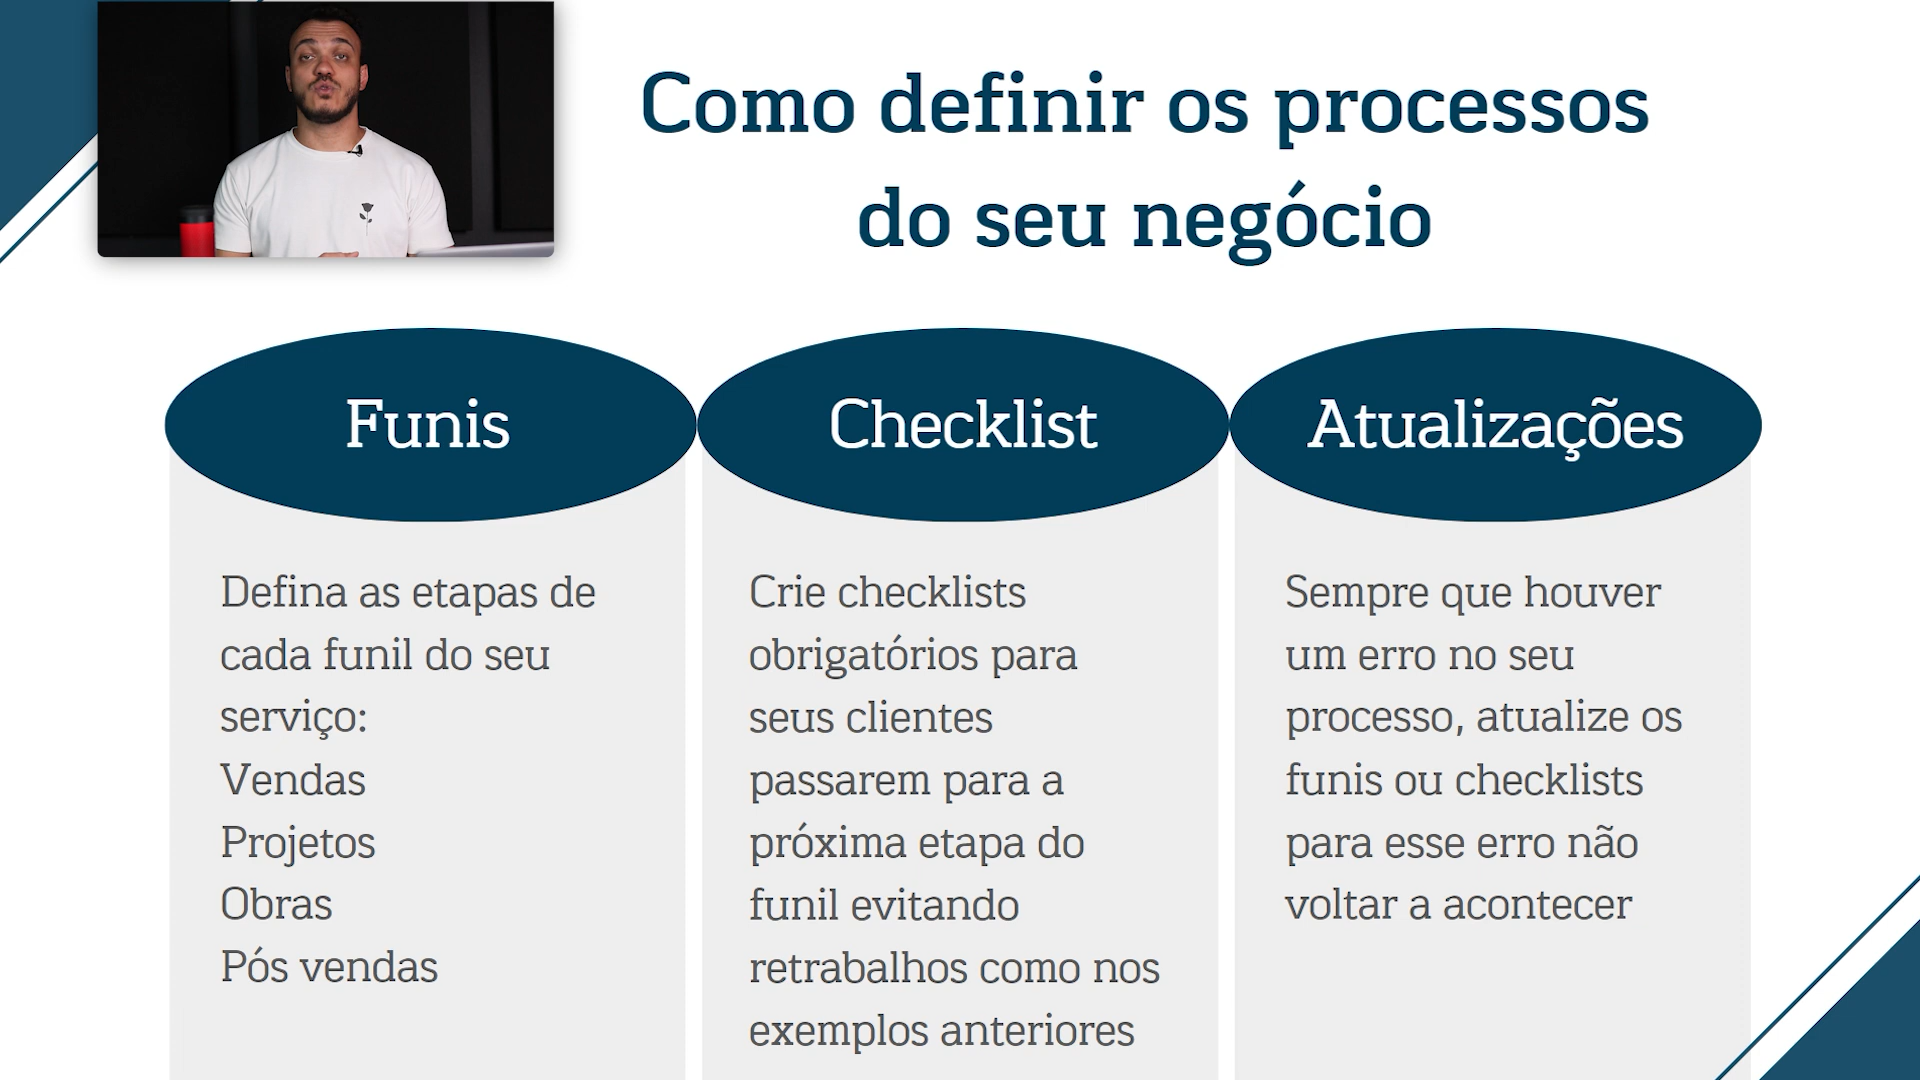 Como definir os processos
do seu negócio
Funis
Defina as etapas de
cada funil do seu
serviço:
Vendas
Projetos
Obras
Pós vendas
Checklist
Crie checklists
obrigatórios para
seus clientes
passarem para a
próxima etapa do
funil evitando
retrabalhos como nos
exemplos anteriores
Atualizações
Sempre que houver
um erro no seu
processo, atualize os
funis ou checklists
para esse erro não
voltar a acontecer